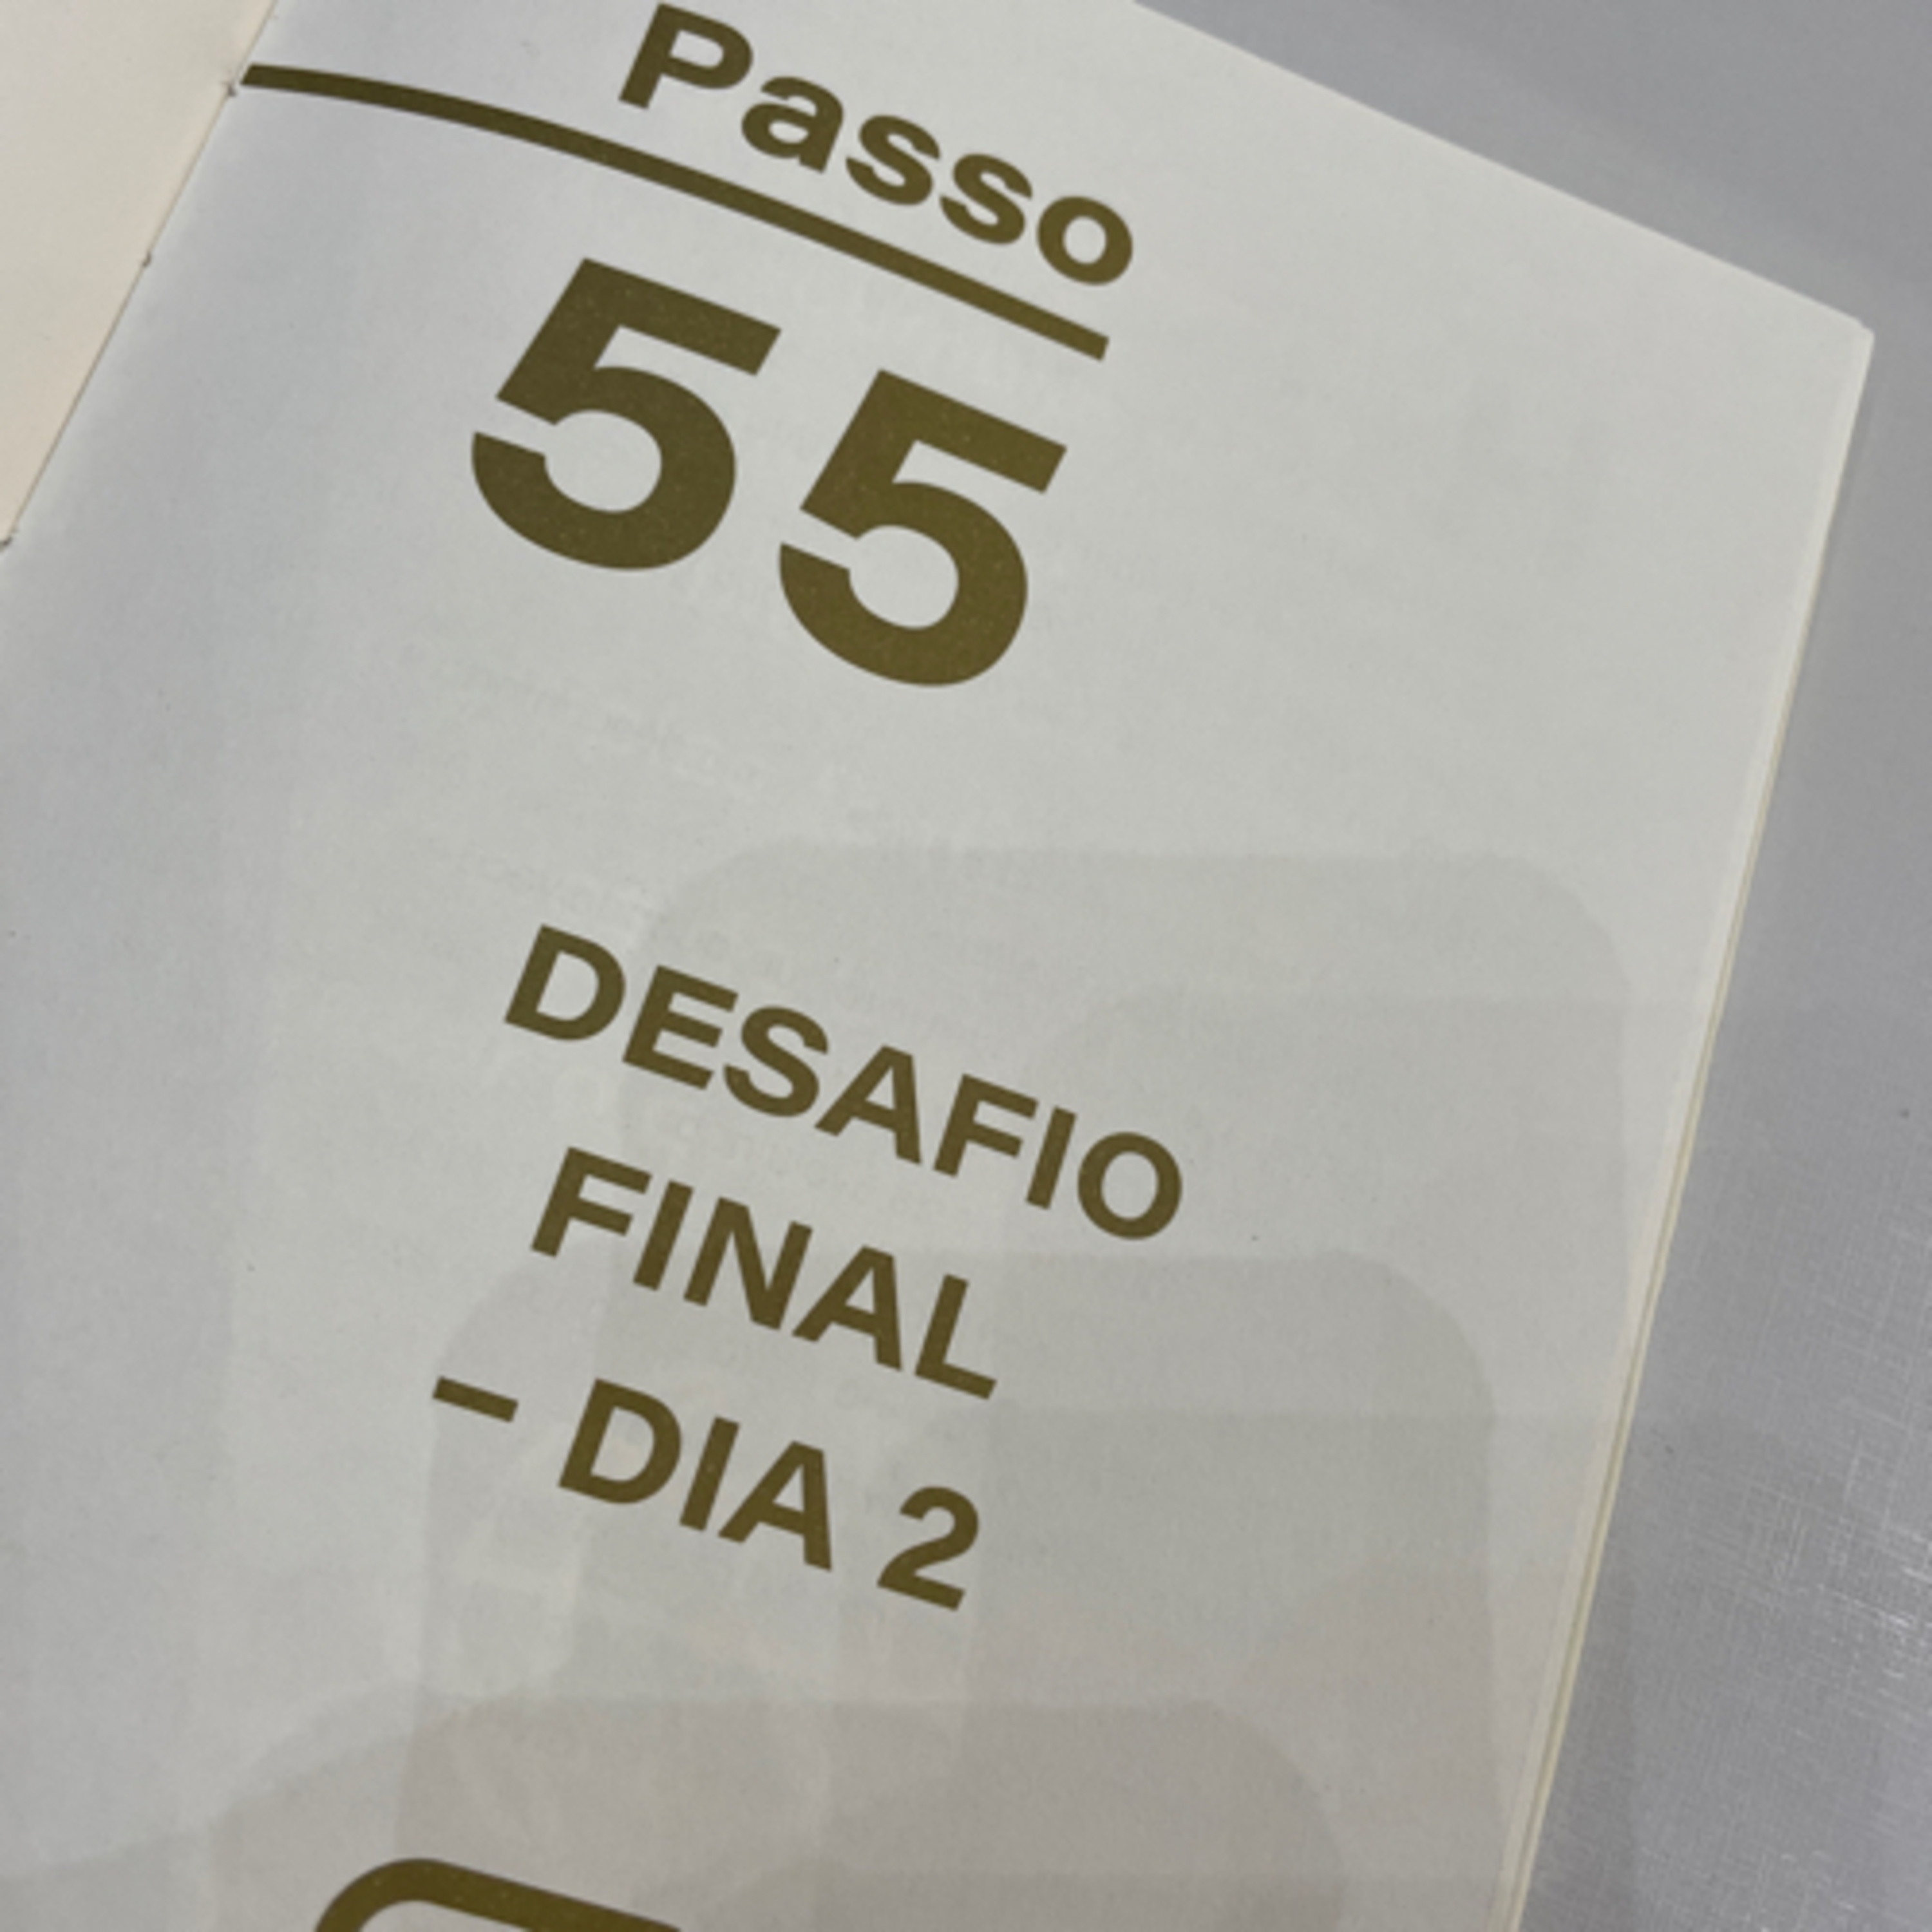 Passo
55
DESAFIO
FINAL
– DIA 2